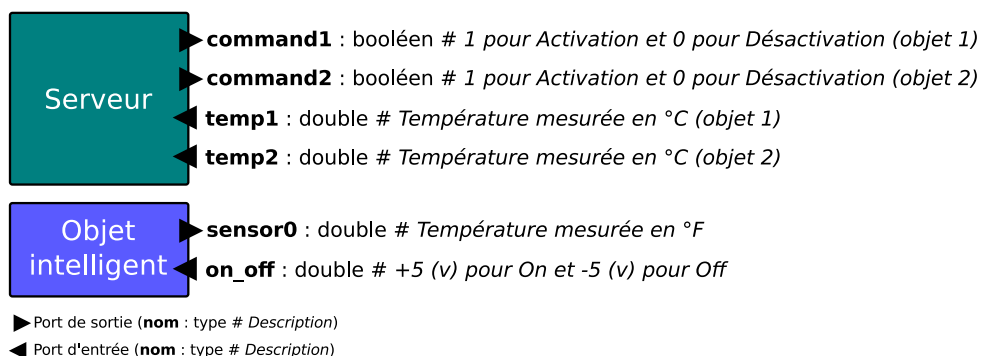 Serveur
command1 : booléen # 1 pour Activation et 0 pour Désactivation (objet 1)
command2 : booléen # 1 pour Activation et 0 pour Désactivation (objet 2)
temp1 : double # Température mesurée en °C (objet 1)
temp2 : double # Température mesurée en °C (objet 2)
Objet
intelligent
sensor0 : double # Température mesurée en °F
on_off : double # +5 (v) pour On et -5 (v) pour Off
Port de sortie (nom : type # Description)
Port d'entrée (nom : type # Description)